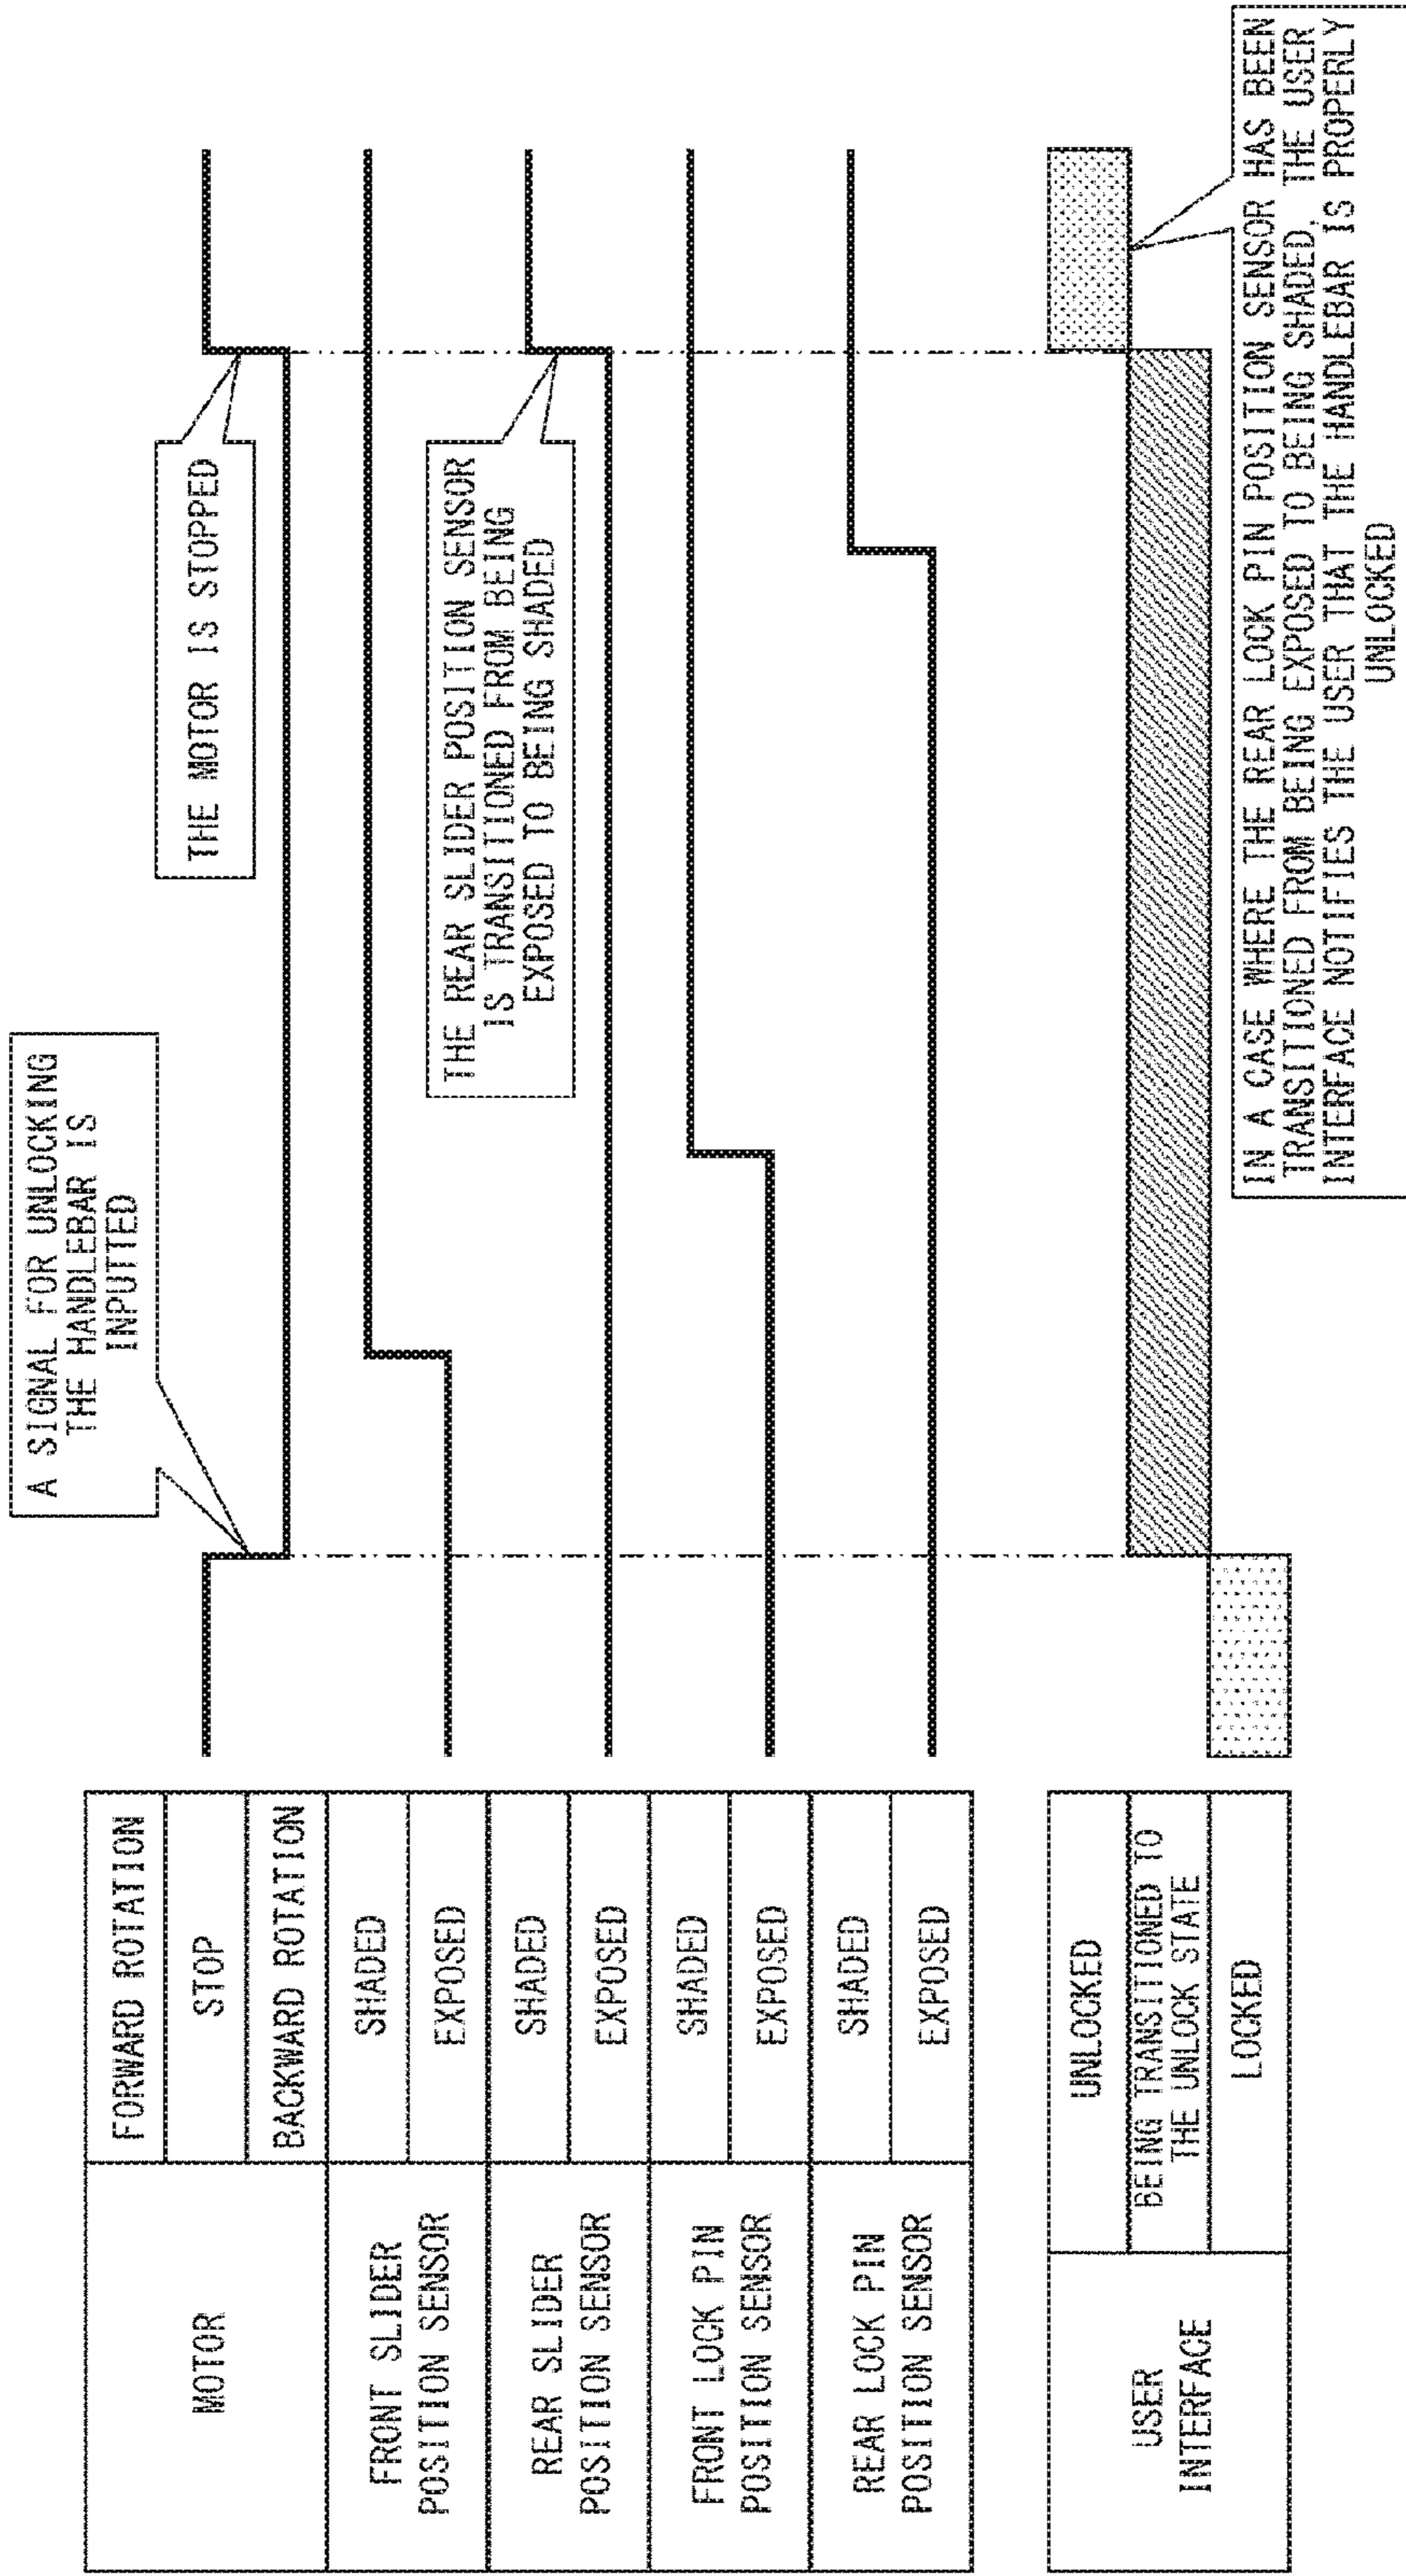 A SIGNAL FOR UNLOCKING
THE HANDLEBAR IS
INPUTTED
THE MOTOR IS STOPPED
THE REAR SLIDER POSITION SENSOR
IS TRANSITIONED FROM BEING
EXPOSED TO BEING SHADED
MOTOR
FORWARD ROTATION
STOP
BACKWARD ROTATION
FRONT SLIDER
POSITION SENSOR
SHADED
EXPOSED
REAR SLIDER
POSITION SENSOR
SHADED
EXPOSED
FRONT LOCK PIN
POSITION SENSOR
SHADED
EXPOSED
REAR LOCK PIN
POSITION SENSOR
SHADED
EXPOSED
USER
INTERFACE
UNLOCKED
BEING TRANSITIONED TO
THE UNLOCK STATE
LOCKED
IN A CASE WHERE THE REAR LOCK PIN POSITION SENSOR HAS BEEN
TRANSITIONED FROM BEING EXPOSED TO BEING SHADED, THE USER
INTERFACE NOTIFIES THE USER THAT THE HANDLEBAR IS PROPERLY
UNLOCKED